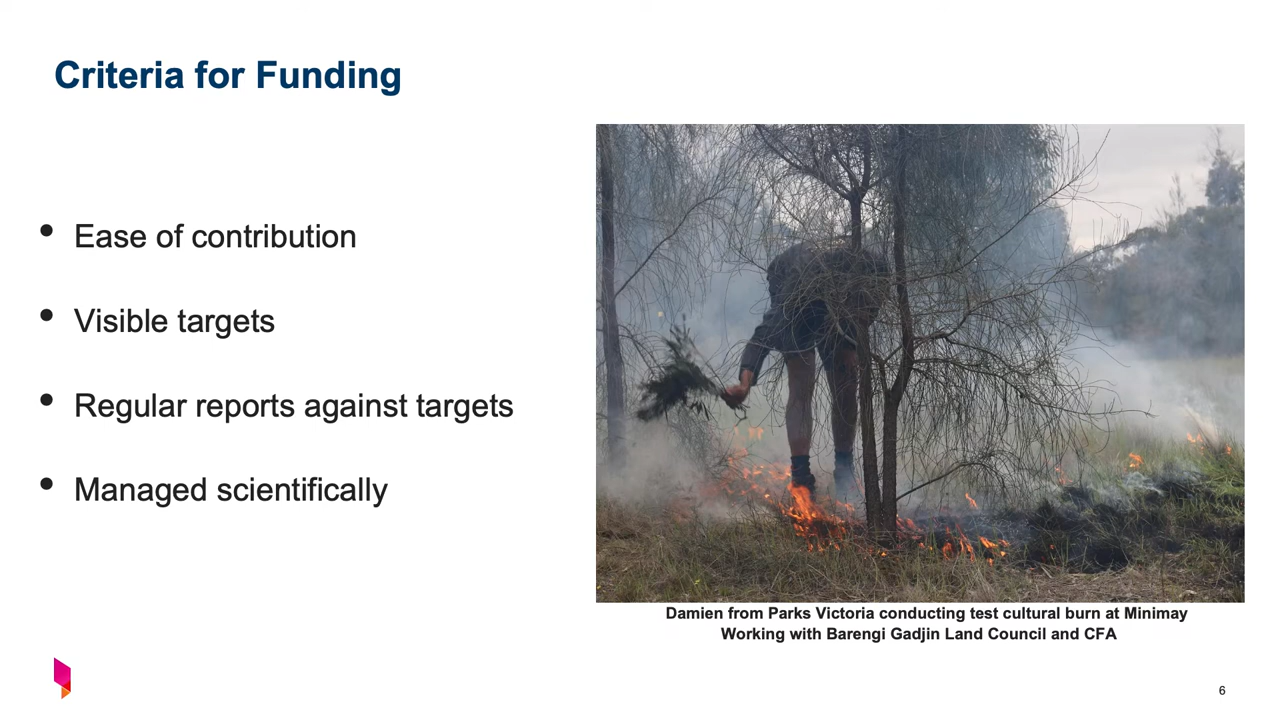 Criteria for Funding
• Ease of contribution
• Visible targets
• Regular reports against targets
• Managed scientifically
Damien from Parks Victoria conducting test cultural burn at Minimay
Working with Barengi Gadjin Land Council and CFA
6